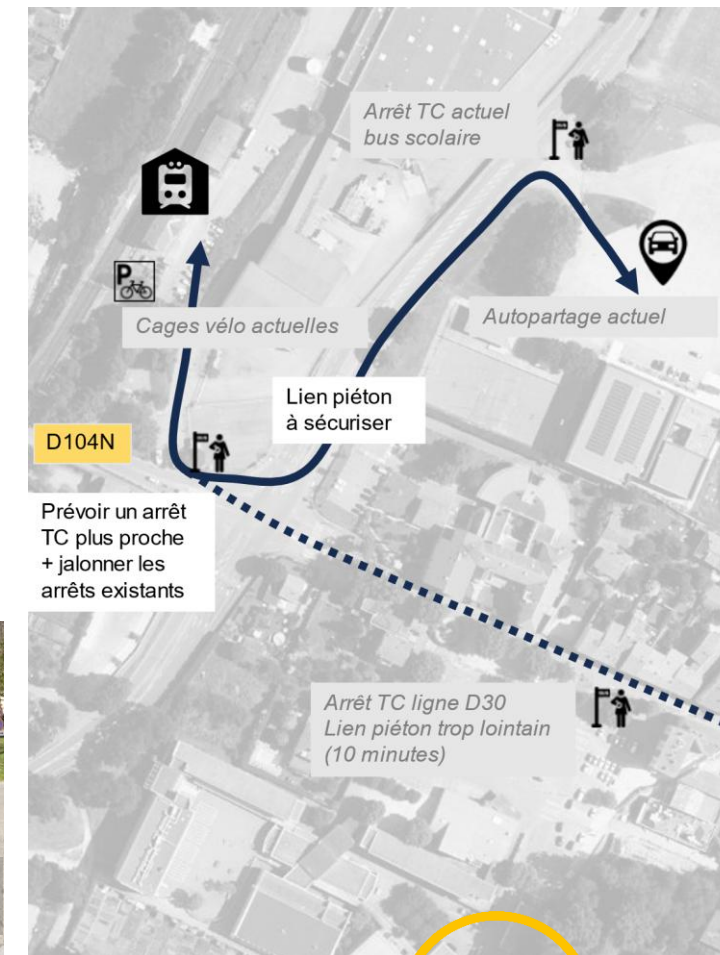 Arrêt TC actuel
bus scolaire
P
Cages vélo actuelles
Autopartage actuel
Lien piéton
à sécuriser
D104N
Prévoir un arrêt
TC plus proche
+ jalonner les
arrêts existants
Arrêt TC ligne D30
Lien piéton trop lointain
(10 minutes)